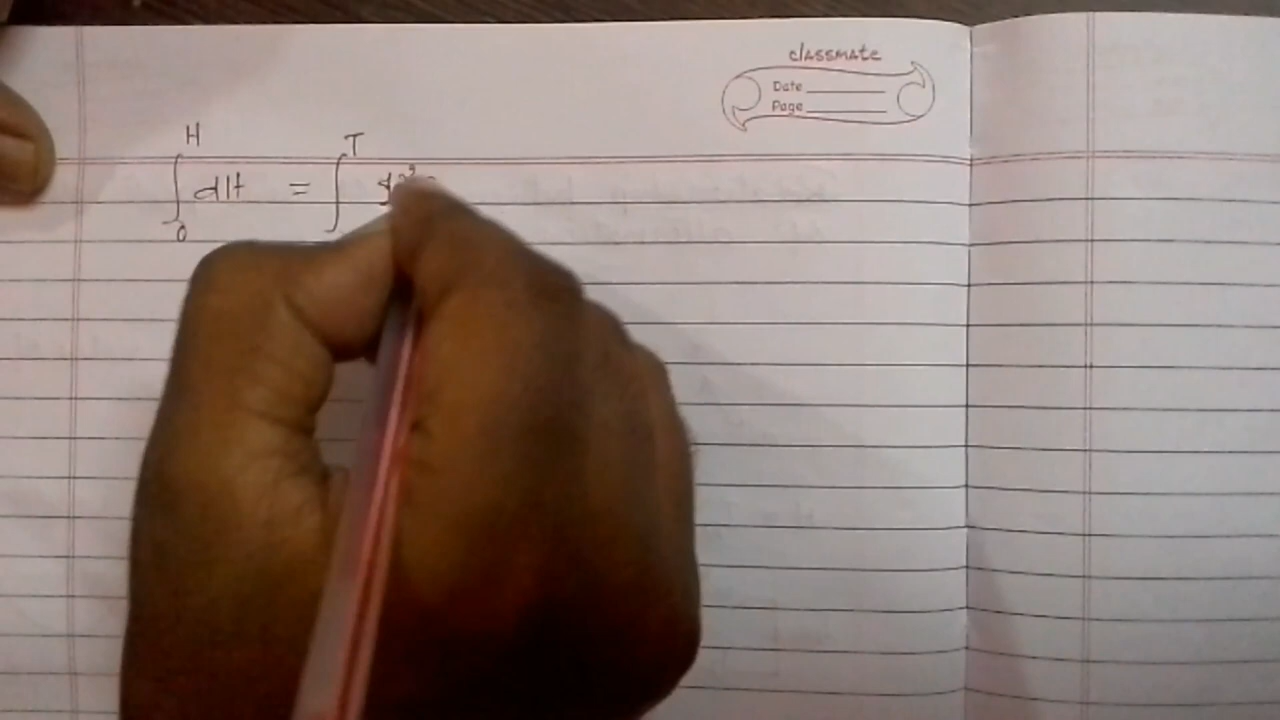 classmate
Date
Page
H T
∫ dH = ∫
0